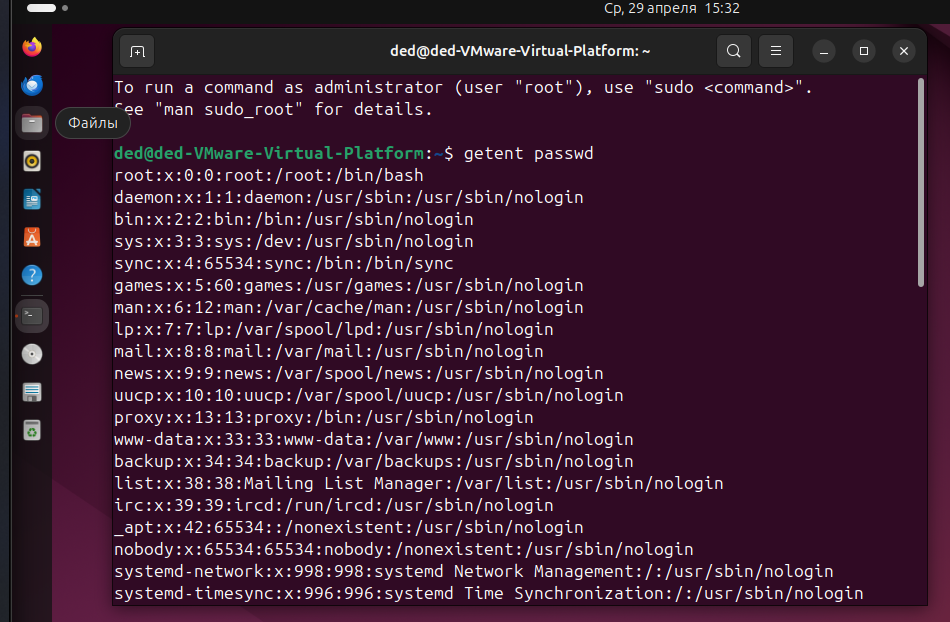 Ср, 29 апреля 15:32
ded@ded-VMware-Virtual-Platform: ~
To run a command as administrator (user "root"), use "sudo <command>".
See "man sudo_root" for details.
Файлы
ded@ded-VMware-Virtual-Platform:~$ getent passwd
root:x:0:0:root:/root:/bin/bash
daemon:x:1:1:daemon:/usr/sbin:/usr/sbin/nologin
bin:x:2:2:bin:/bin:/usr/sbin/nologin
sys:x:3:3:sys:/dev:/usr/sbin/nologin
sync:x:4:65534:sync:/bin:/bin/sync
games:x:5:60:games:/usr/games:/usr/sbin/nologin
man:x:6:12:man:/var/cache/man:/usr/sbin/nologin
lp:x:7:7:lp:/var/spool/lpd:/usr/sbin/nologin
mail:x:8:8:mail:/var/mail:/usr/sbin/nologin
news:x:9:9:news:/var/spool/news:/usr/sbin/nologin
uucp:x:10:10:uucp:/var/spool/uucp:/usr/sbin/nologin
proxy:x:13:13:proxy:/bin:/usr/sbin/nologin
www-data:x:33:33:www-data:/var/www:/usr/sbin/nologin
backup:x:34:34:backup:/var/backups:/usr/sbin/nologin
list:x:38:38:Mailing List Manager:/var/list:/usr/sbin/nologin
irc:x:39:39:ircd:/run/ircd:/usr/sbin/nologin
_apt:x:42:65534::/nonexistent:/usr/sbin/nologin
nobody:x:65534:65534:nobody:/nonexistent:/usr/sbin/nologin
systemd-network:x:998:998:systemd Network Management:/:/usr/sbin/nologin
systemd-timesync:x:996:996:systemd Time Synchronization:/:/usr/sbin/nologin